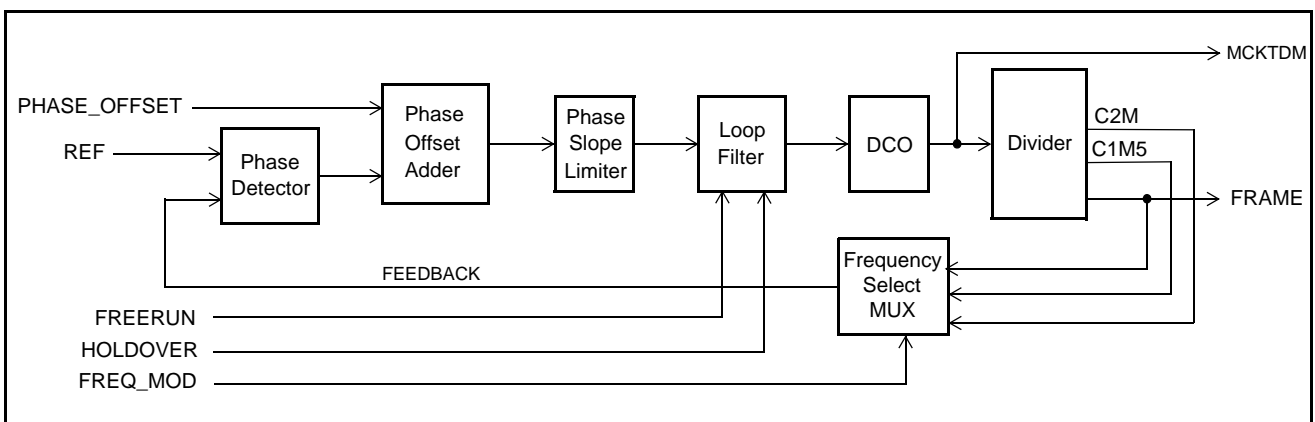 MCKTDM
PHASE_OFFSET
REF
Phase
Detector
Phase
Offset
Adder
Phase
Slope
Limiter
Loop
Filter
DCO
Divider
C2M
C1M5
FRAME
FEEDBACK
Frequency
Select
MUX
FREERUN
HOLDOVER
FREQ_MOD